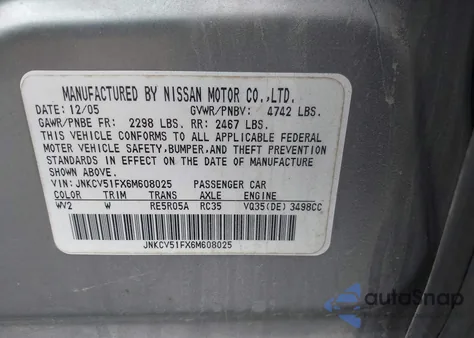 MANUFACTURED BY NISSAN MOTOR CO.,LTD.
DATE: 12/05 GVWR/PNBV: 4742 LBS.
GAWR/PNBE FR: 2298 LBS. RR: 2467 LBS.
THIS VEHICLE CONFORMS TO ALL APPLICABLE FEDERAL
MOTOR VEHICLE SAFETY, BUMPER, AND THEFT PREVENTION
STANDARDS IN EFFECT ON THE DATE OF MANUFACTURE
SHOWN ABOVE.
VIN: JNKCV51FX6M608025 PASSENGER CAR
COLOR TRIM TRANS AXLE ENGINE
WV2 W RE5R05A RC35 VQ35(DE) 3498CC
JNKCV51FX6M608025
autoSnap